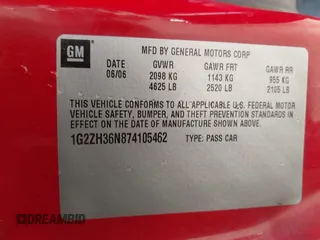 GM
MFD BY GENERAL MOTORS CORP
DATE GVWR GAWR FRT GAWR RR
06/06 2098 KG 1143 KG 955 KG
4625 LB 2520 LB 2105 LB
THIS VEHICLE CONFORMS TO ALL APPLICABLE U.S. FEDERAL MOTOR
VEHICLE SAFETY, BUMPER, AND THEFT PREVENTION STANDARDS
IN EFFECT ON THE DATE OF MANUFACTURE SHOWN ABOVE.
1G2ZH36N874105462 TYPE: PASS CAR
DREAMBID